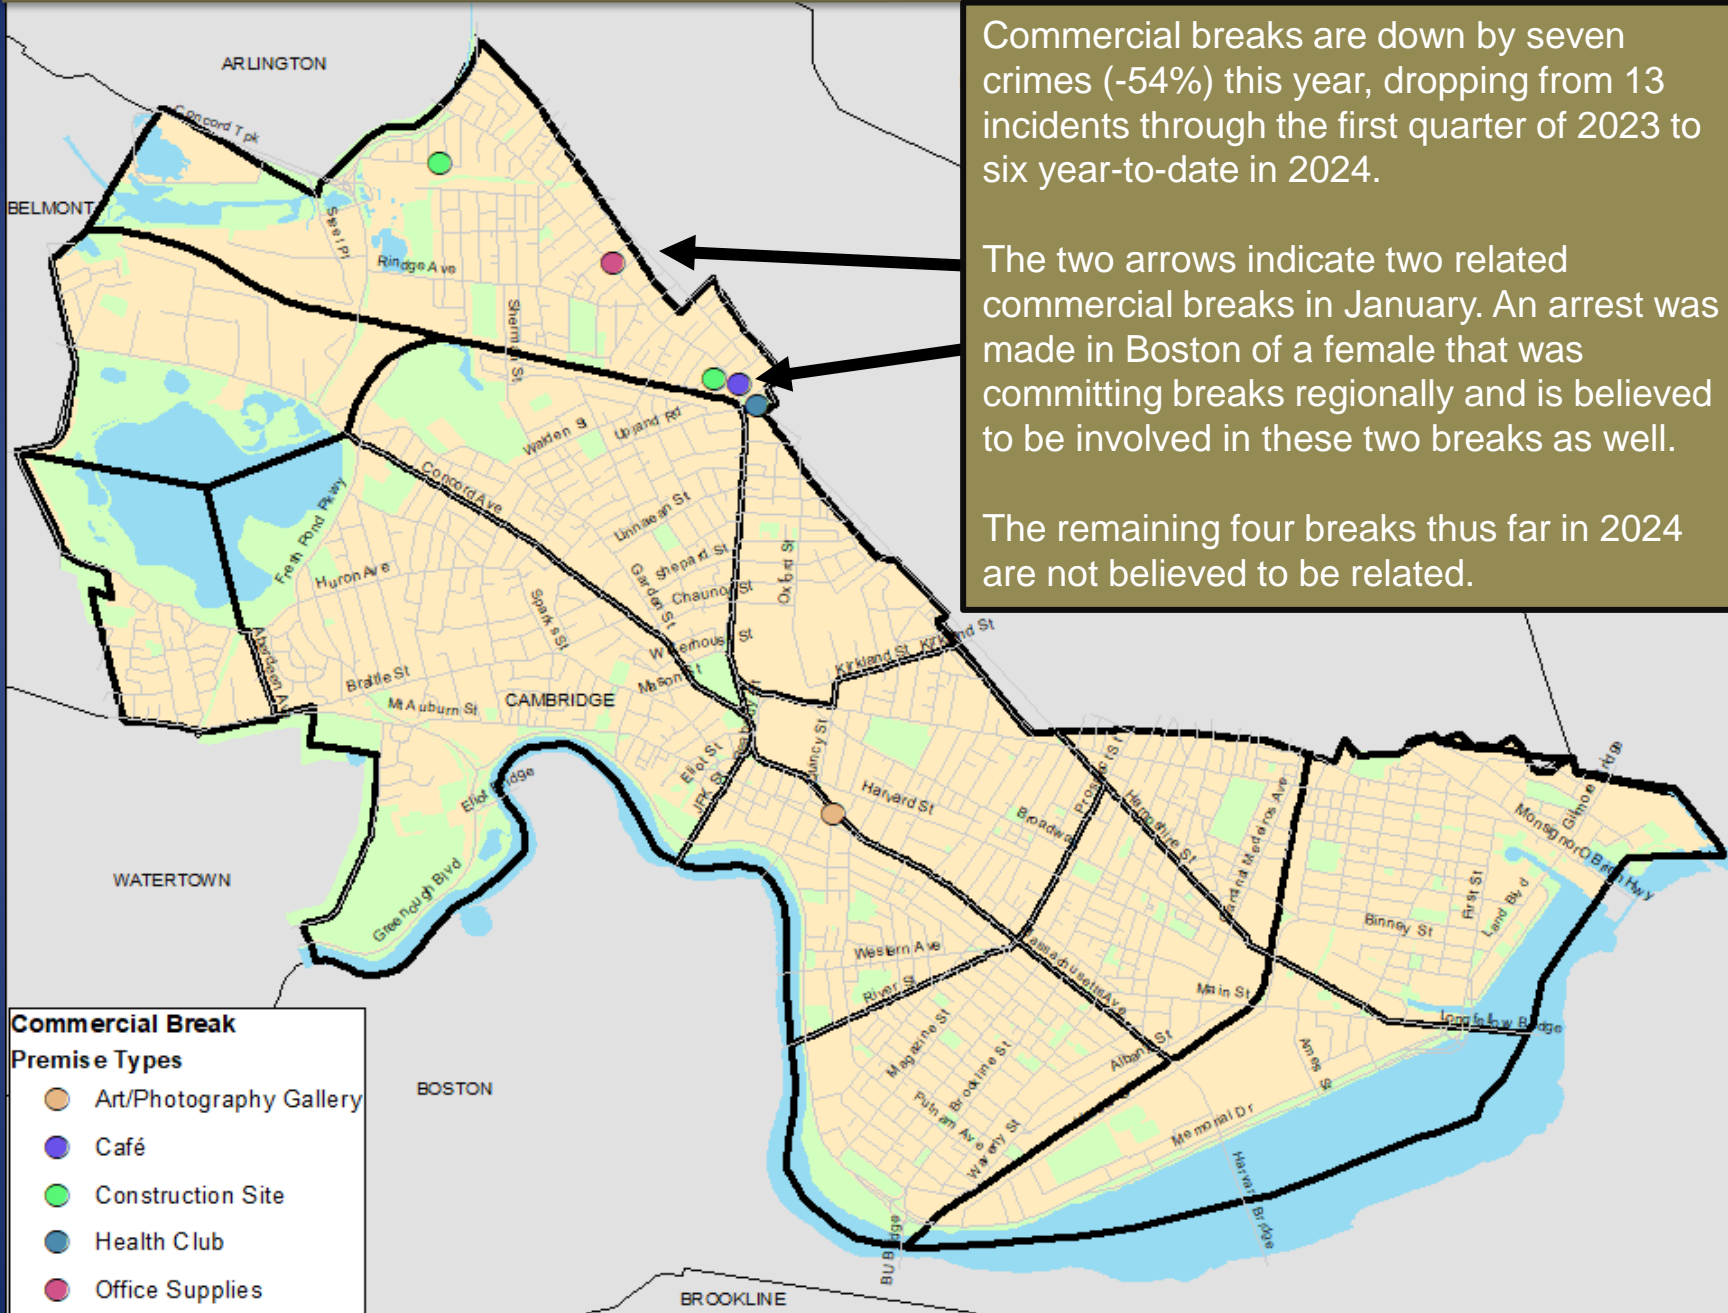 Commercial breaks are down by seven
crimes (-54%) this year, dropping from 13
incidents through the first quarter of 2023 to
six year-to-date in 2024.
The two arrows indicate two related
commercial breaks in January. An arrest was
made in Boston of a female that was
committing breaks regionally and is believed
to be involved in these two breaks as well.
The remaining four breaks thus far in 2024
are not believed to be related.
ARLINGTON
Concord Tpk
BELMONT
Steel Pl
Rindge Ave
Sherman St
Walden St
Upland Rd
Concord Ave
Linnaean St
Fresh Pond Pkwy
Shepard St
Oxford St
Huron Ave
Garden St
Chauncy St
Sparks St
Kirkland St
Kirkland St
Aberdeen Av
Mason St
Brattle St
CAMBRIDGE
Mt Auburn St
Quincy St
Eliot St
JFK St
Harvard St
Prospect St
Hampshire St
Broadway
Cardinal Medeiros Ave
Gilmore
Monsignor O'Brien Hwy
First St
Land Blvd
Binney St
WATERTOWN
Greenough Blvd
Western Ave
River St
Massachusetts Ave
Main St
Longfellow Bridge
Magazine St
Brookline St
Albany St
Ames St
BOSTON
Putnam Ave
Waverly St
Memorial Dr
Harvard Bridge
BROOKLINE
Commercial Break
Premise Types
Art/Photography Gallery
Café
Construction Site
Health Club
Office Supplies